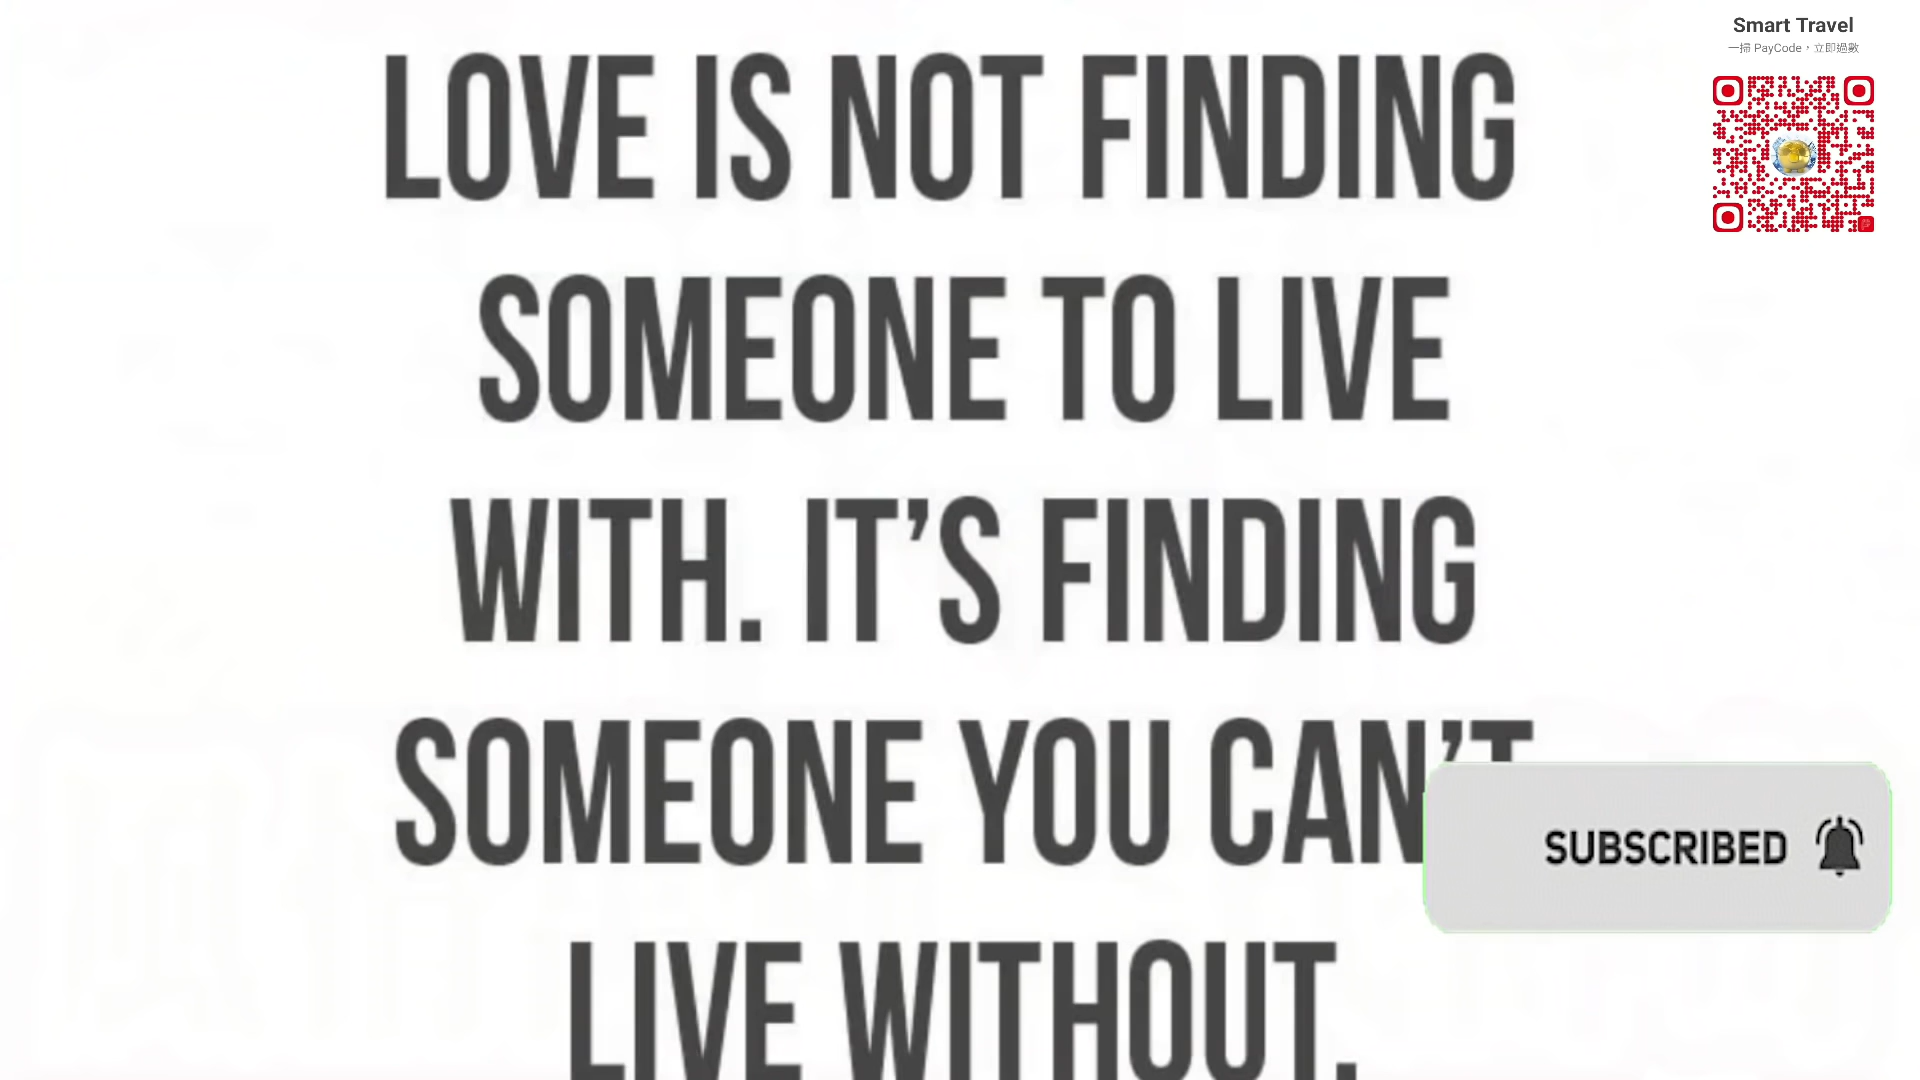 Smart Travel
一掃 PayCode，立即過數
LOVE IS NOT FINDING
SOMEONE TO LIVE
WITH. IT’S FINDING
SOMEONE YOU CAN’T
LIVE WITHOUT.
SUBSCRIBED